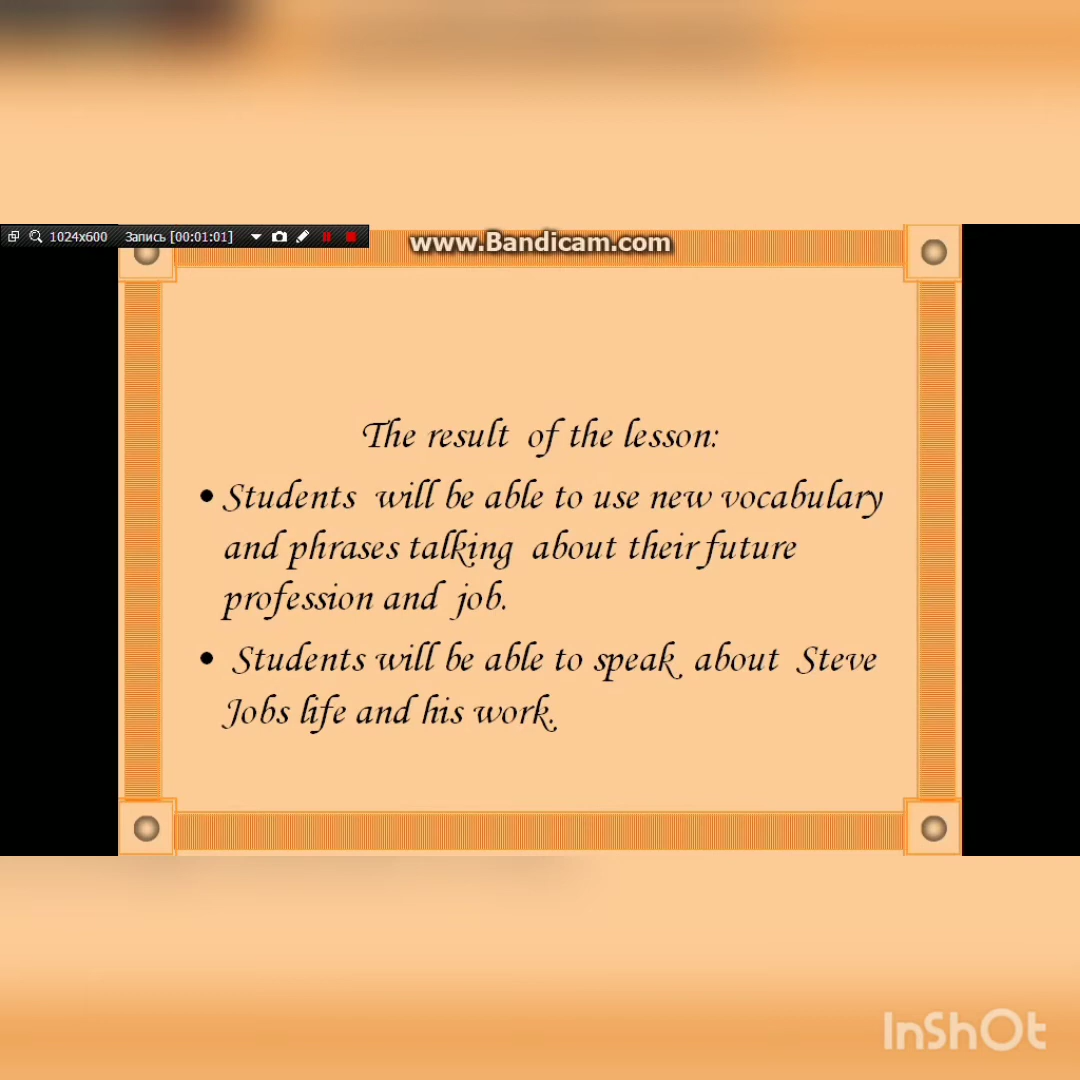 1024x600 Запись [00:01:01]
www.Bandicam.com
The result of the lesson:
• Students will be able to use new vocabulary
and phrases talking about their future
profession and job.
• Students will be able to speak about Steve
Jobs life and his work.
InShOt